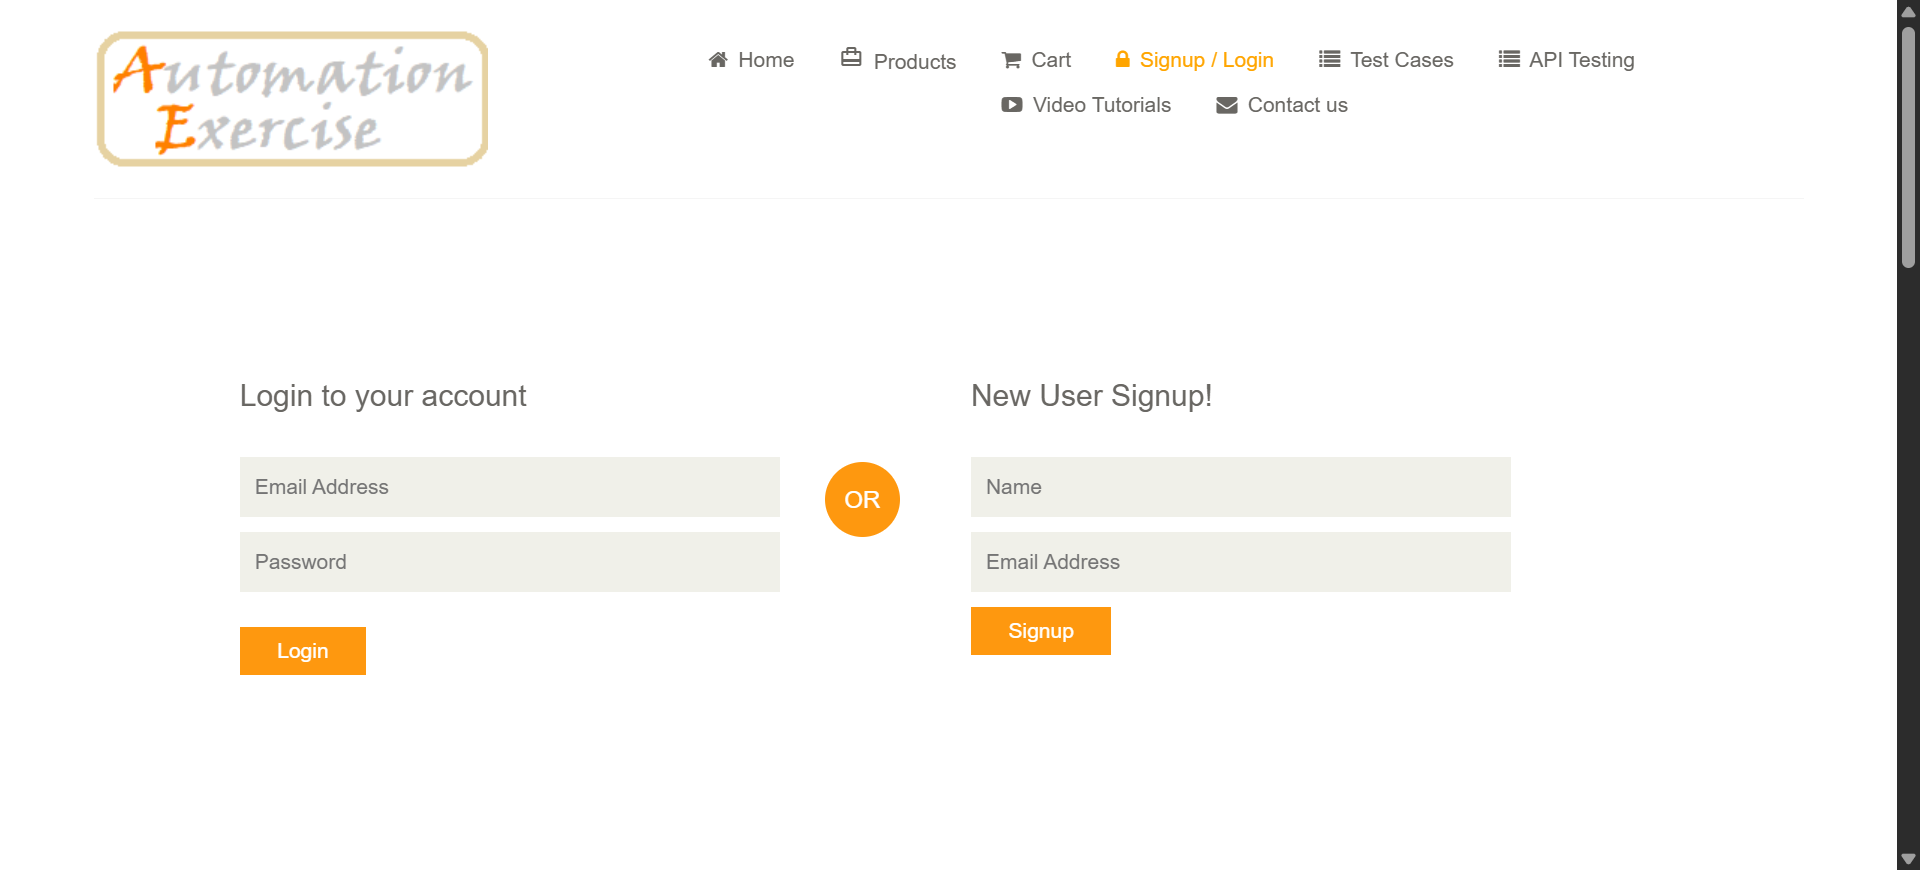 Automation
Exercise
Home Products Cart Signup / Login Test Cases API Testing
Video Tutorials Contact us
Login to your account
Email Address
Password
Login
OR
New User Signup!
Name
Email Address
Signup